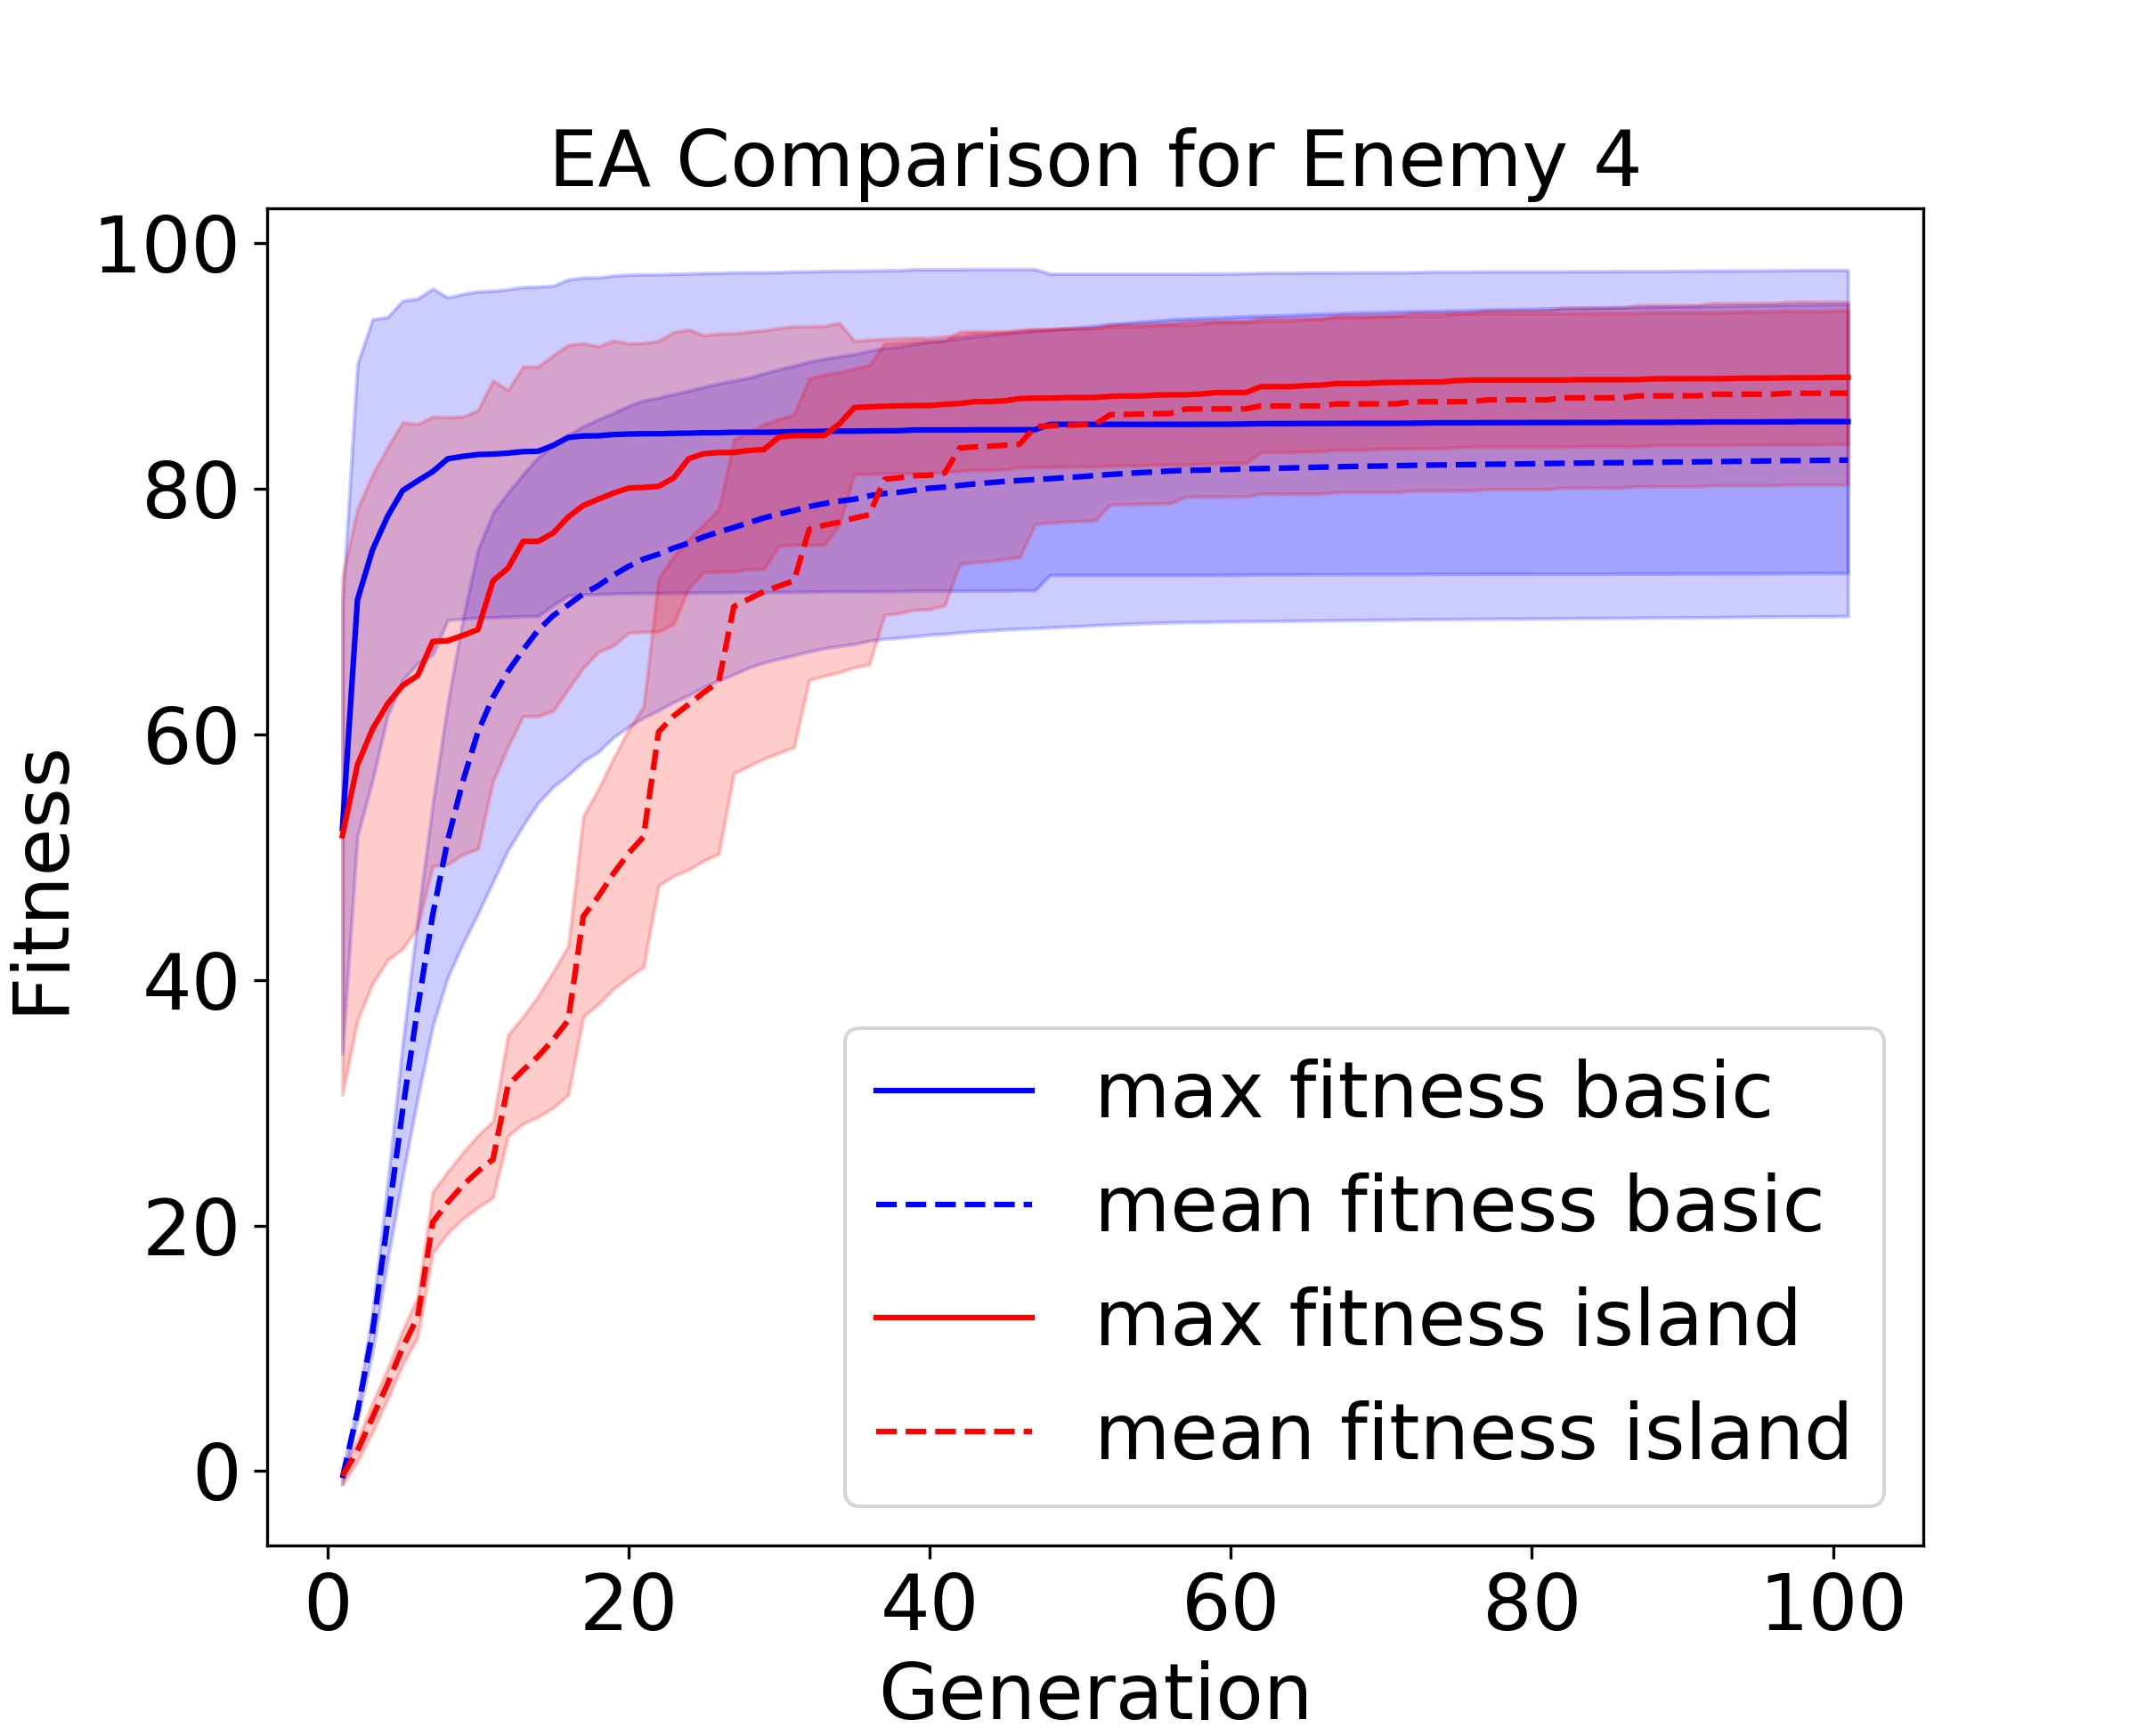 EA Comparison for Enemy 4
100
80
60
40
20
0
Fitness
max fitness basic
mean fitness basic
max fitness island
mean fitness island
0 20 40 60 80 100
Generation